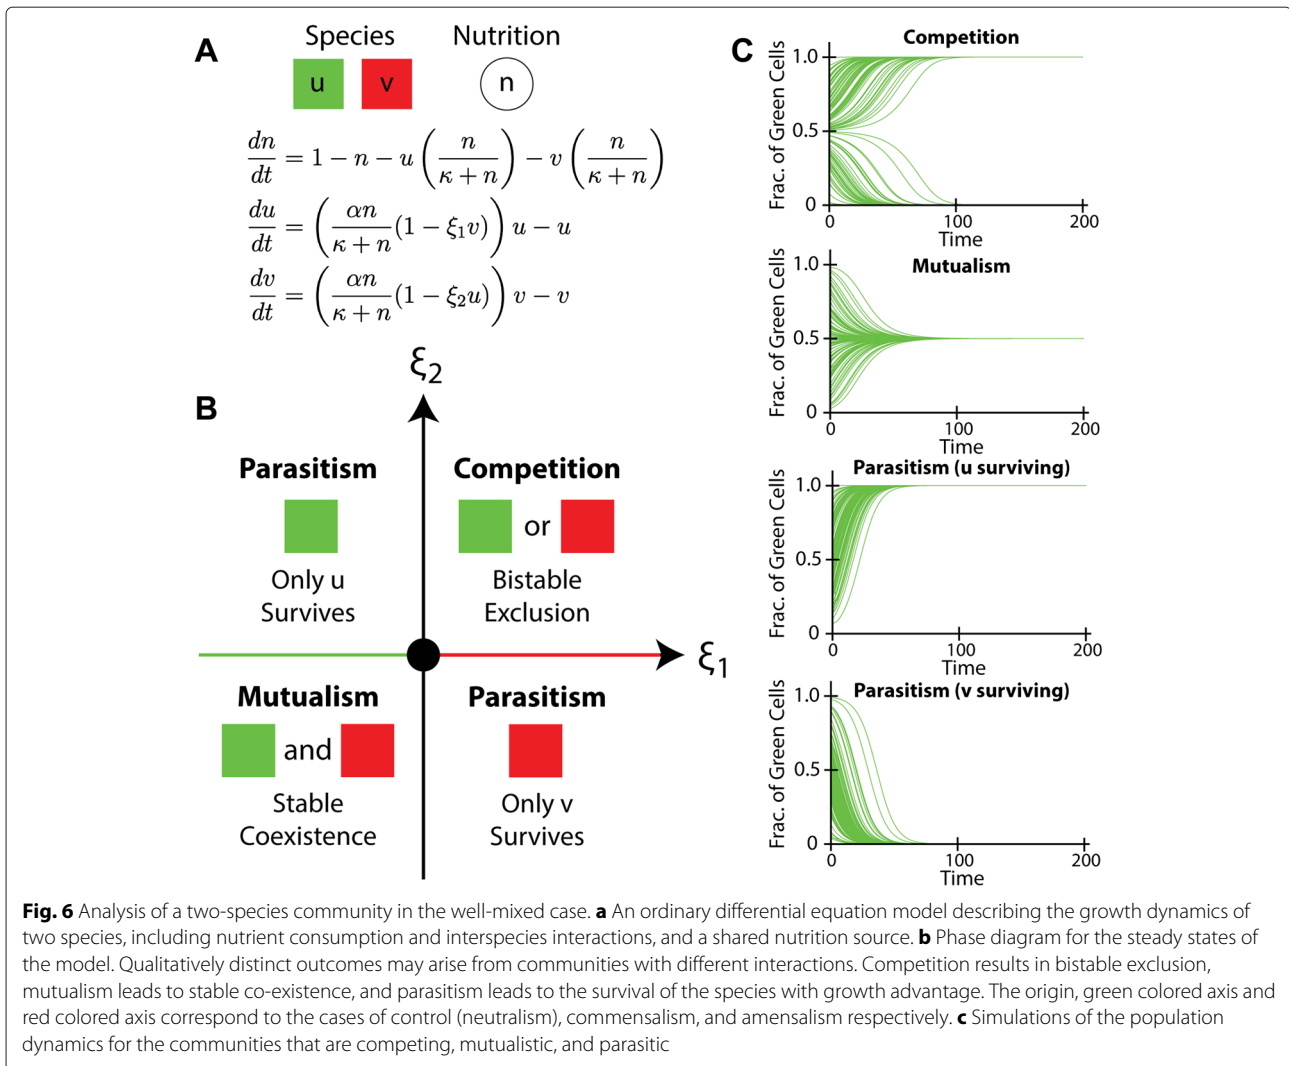 A
Species Nutrition
u v n
dn/dt = 1 − n − u (n/(κ + n)) − v (n/(κ + n))
du/dt = (αn/(κ + n) (1 − ξ₁v)) u − u
dv/dt = (αn/(κ + n) (1 − ξ₂u)) v − v
B
ξ₂
ξ₁
Parasitism
Only u
Survives
Competition
or
Bistable
Exclusion
Mutualism
and
Stable
Coexistence
Parasitism
Only v
Survives
C
Competition
Frac. of Green Cells
1.0
0.5
0
0 100 200
Time
Mutualism
Frac. of Green Cells
1.0
0.5
0
0 100 200
Time
Parasitism (u surviving)
Frac. of Green Cells
1.0
0.5
0
0 100 200
Time
Parasitism (v surviving)
Frac. of Green Cells
1.0
0.5
0
0 100 200
Time
Fig. 6 Analysis of a two-species community in the well-mixed case. a An ordinary differential equation model describing the growth dynamics of
two species, including nutrient consumption and interspecies interactions, and a shared nutrition source. b Phase diagram for the steady states of
the model. Qualitatively distinct outcomes may arise from communities with different interactions. Competition results in bistable exclusion,
mutualism leads to stable co-existence, and parasitism leads to the survival of the species with growth advantage. The origin, green colored axis and
red colored axis correspond to the cases of control (neutralism), commensalism, and amensalism respectively. c Simulations of the population
dynamics for the communities that are competing, mutualistic, and parasitic